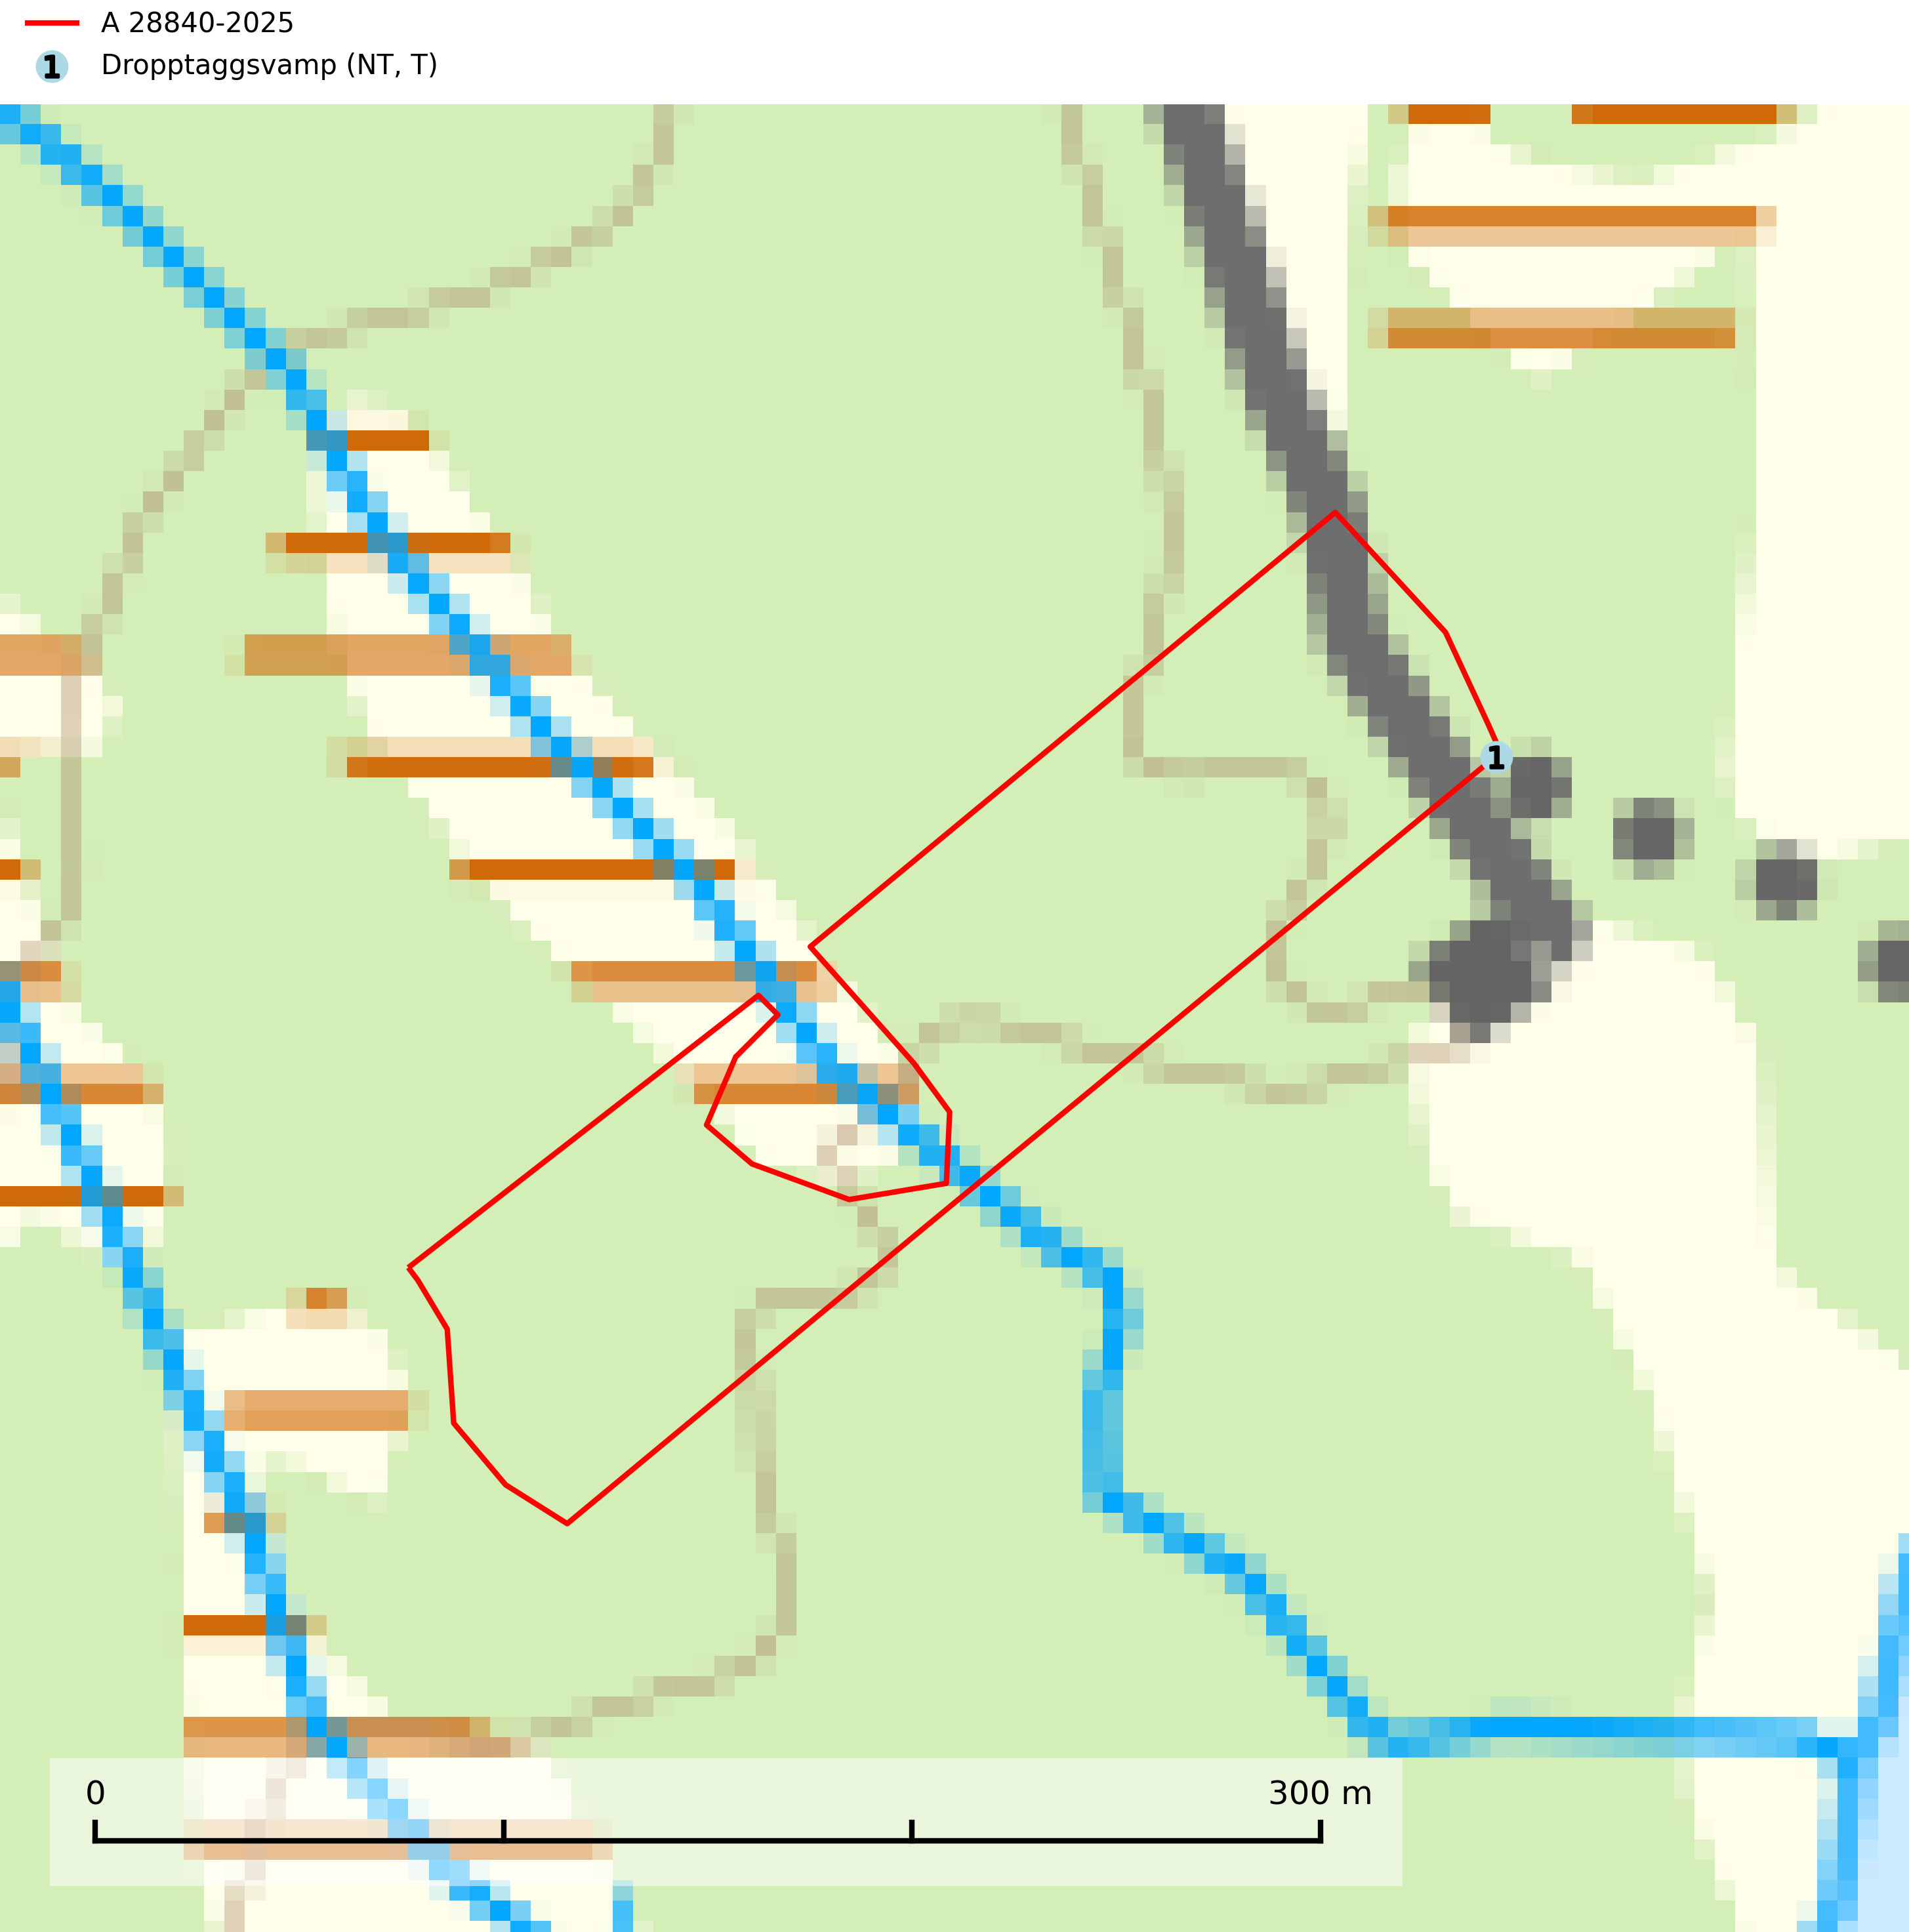 A 28840-2025
1 Dropptaggsvamp (NT, T)
1
0 300 m